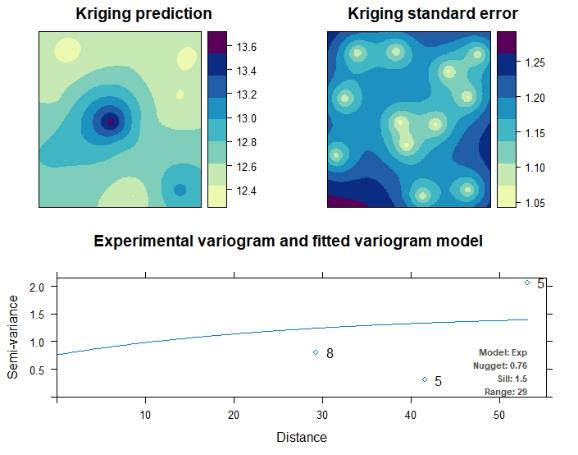 Kriging prediction
Kriging standard error
13.6
13.4
13.2
13.0
12.8
12.6
12.4
1.25
1.20
1.15
1.10
1.05
Experimental variogram and fitted variogram model
Semi-variance
2.0
1.5
1.0
0.5
5
8
5
Model: Exp
Nugget: 0.76
Sill: 1.5
Range: 29
10 20 30 40 50
Distance